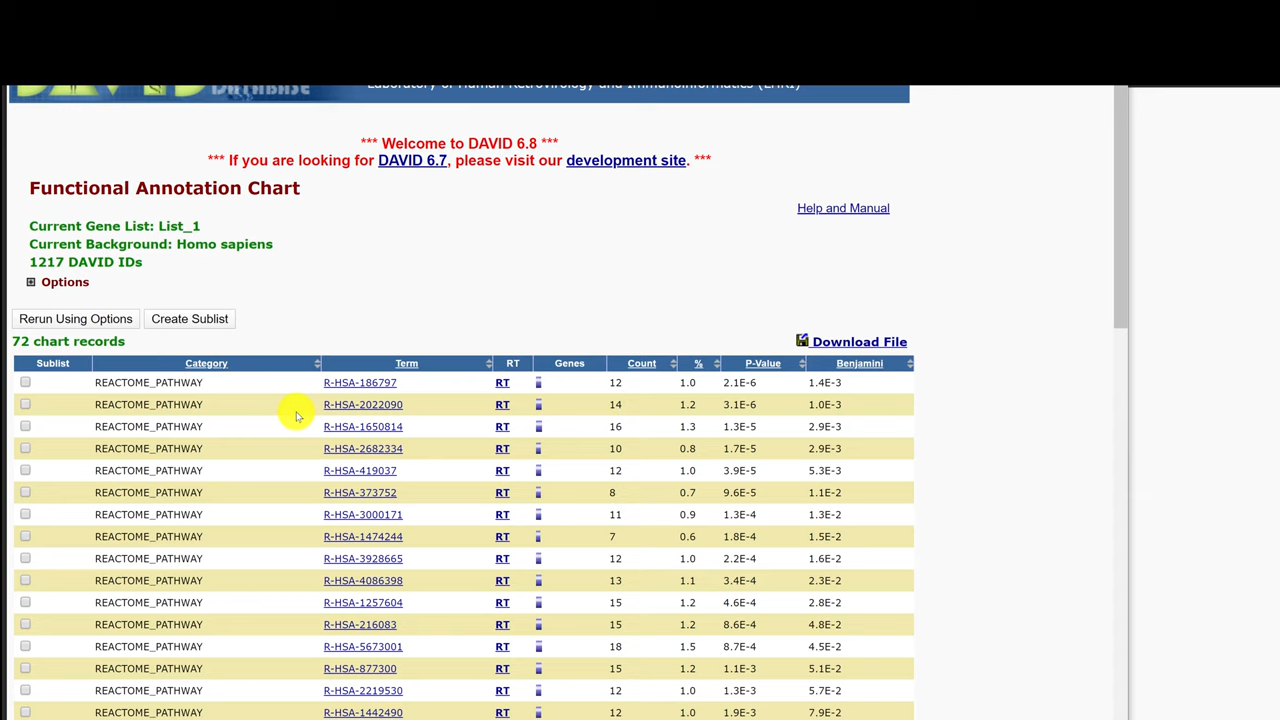 DATABASE
Laboratory of Human Retrovirology and Immunoinformatics (LHRI)
*** Welcome to DAVID 6.8 ***
*** If you are looking for DAVID 6.7, please visit our development site. ***
Functional Annotation Chart
Help and Manual
Current Gene List: List_1
Current Background: Homo sapiens
1217 DAVID IDs
Options
Rerun Using Options Create Sublist
72 chart records Download File
Sublist Category Term RT Genes Count % P-Value Benjamini
REACTOME_PATHWAY R-HSA-186797 RT 12 1.0 2.1E-6 1.4E-3
REACTOME_PATHWAY R-HSA-2022090 RT 14 1.2 3.1E-6 1.0E-3
REACTOME_PATHWAY R-HSA-1650814 RT 16 1.3 1.3E-5 2.9E-3
REACTOME_PATHWAY R-HSA-2682334 RT 10 0.8 1.7E-5 2.9E-3
REACTOME_PATHWAY R-HSA-419037 RT 12 1.0 3.9E-5 5.3E-3
REACTOME_PATHWAY R-HSA-373752 RT 8 0.7 9.6E-5 1.1E-2
REACTOME_PATHWAY R-HSA-3000171 RT 11 0.9 1.3E-4 1.3E-2
REACTOME_PATHWAY R-HSA-1474244 RT 7 0.6 1.8E-4 1.5E-2
REACTOME_PATHWAY R-HSA-3928665 RT 12 1.0 2.2E-4 1.6E-2
REACTOME_PATHWAY R-HSA-4086398 RT 13 1.1 3.4E-4 2.3E-2
REACTOME_PATHWAY R-HSA-1257604 RT 15 1.2 4.6E-4 2.8E-2
REACTOME_PATHWAY R-HSA-216083 RT 15 1.2 8.6E-4 4.8E-2
REACTOME_PATHWAY R-HSA-5673001 RT 18 1.5 8.7E-4 4.5E-2
REACTOME_PATHWAY R-HSA-877300 RT 15 1.2 1.1E-3 5.1E-2
REACTOME_PATHWAY R-HSA-2219530 RT 12 1.0 1.3E-3 5.7E-2
REACTOME_PATHWAY R-HSA-1442490 RT 12 1.0 1.9E-3 7.9E-2